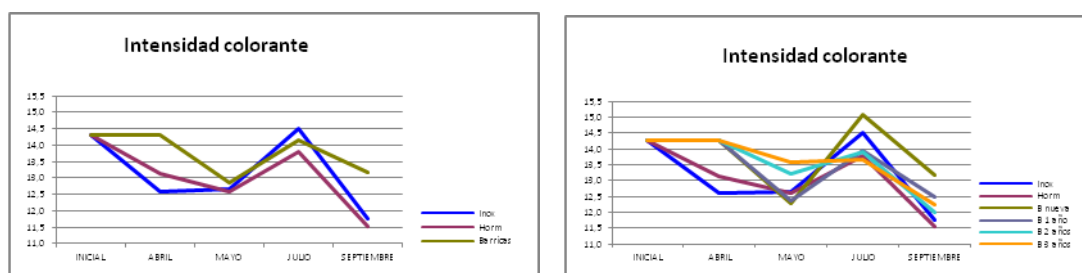 Intensidad colorante
15,5
15,0
14,5
14,0
13,5
13,0
12,5
12,0
11,5
11,0
INICIAL ABRIL MAYO JULIO SEPTIEMBRE
Inox
Horm
Barricas
Intensidad colorante
15,5
15,0
14,5
14,0
13,5
13,0
12,5
12,0
11,5
11,0
INICIAL ABRIL MAYO JULIO SEPTIEMBRE
Inox
Horm
B nueva
B 1 año
B 2 años
B 3 años